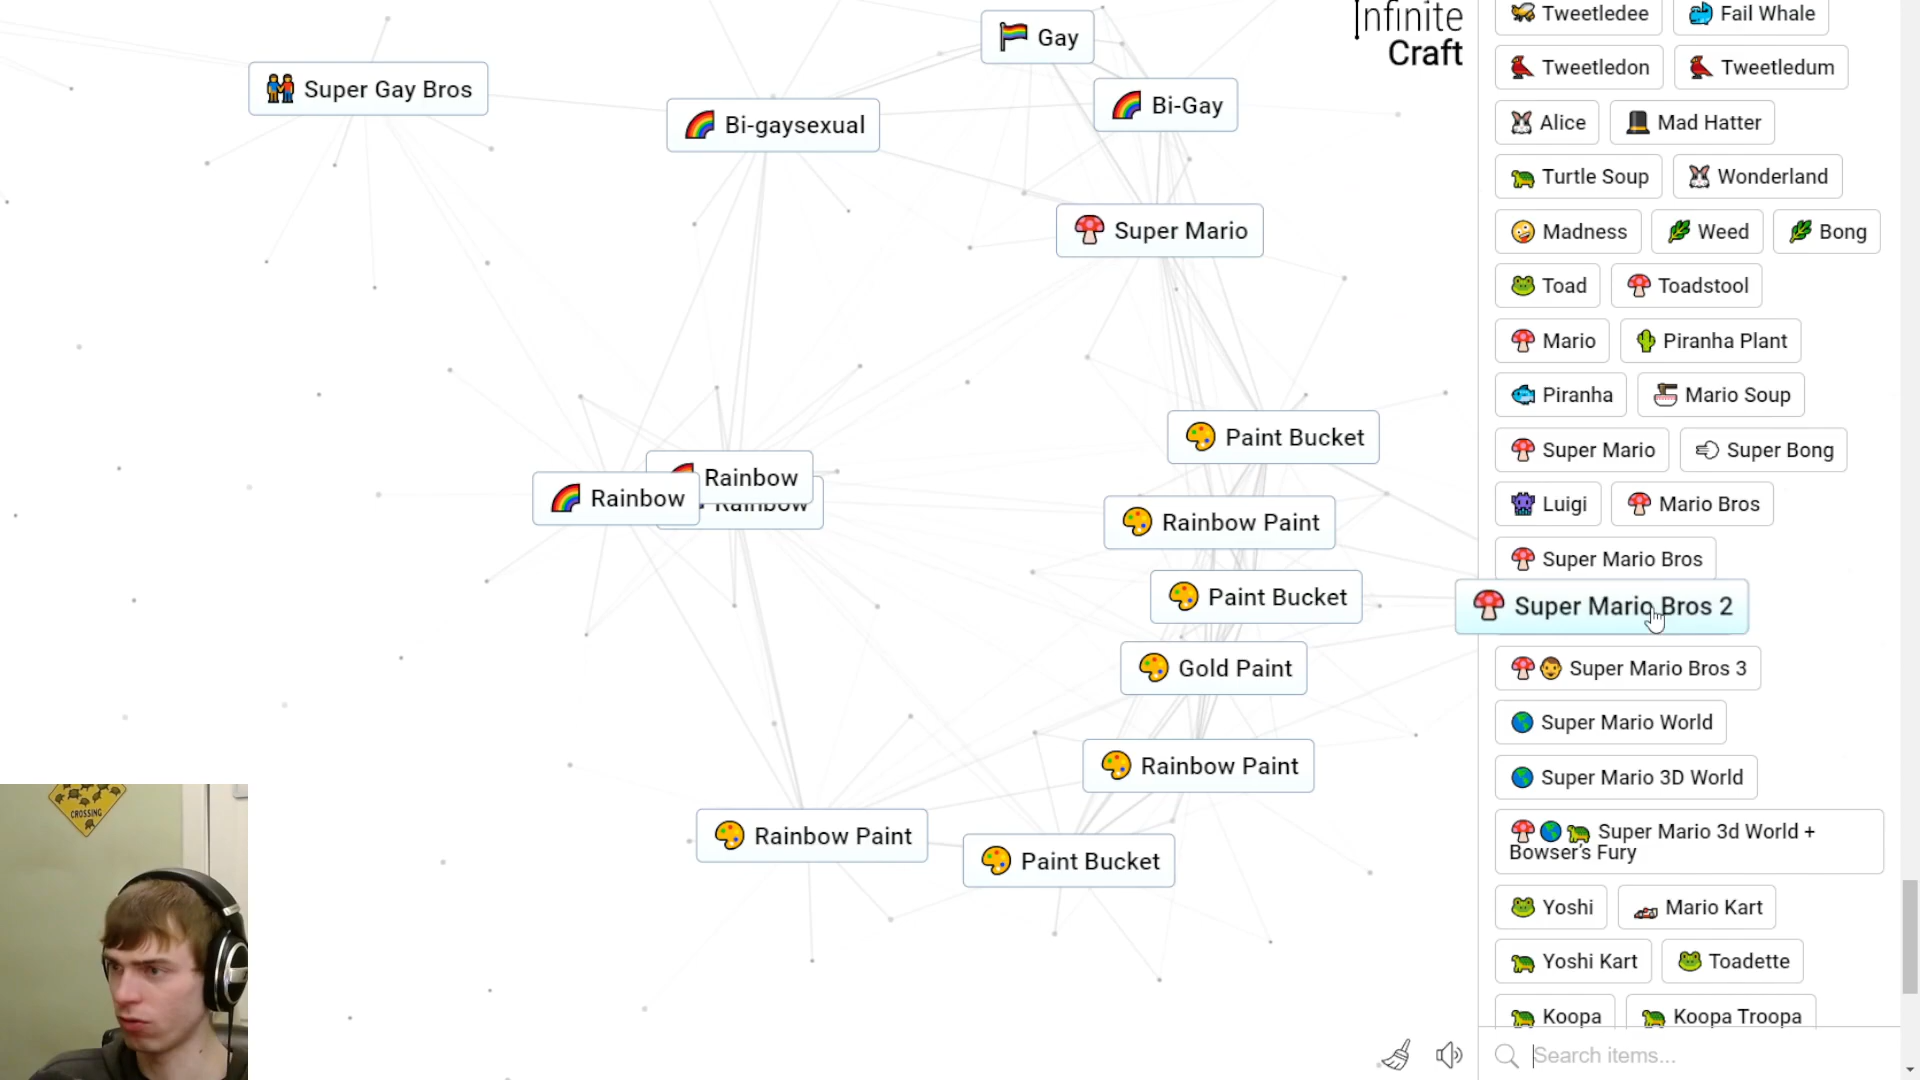 Gay
Super Gay Bros
Bi-gaysexual
Bi-Gay
Super Mario
Paint Bucket
Rainbow
Rainbow
Rainbow
Rainbow Paint
Paint Bucket
Gold Paint
Rainbow Paint
Rainbow Paint
Paint Bucket
CROSSING
Infinite
Craft
Tweetledee Fail Whale
Tweetledon Tweetledum
Alice Mad Hatter
Turtle Soup Wonderland
Madness Weed Bong
Toad Toadstool
Mario Piranha Plant
Piranha Mario Soup
Super Mario Super Bong
Luigi Mario Bros
Super Mario Bros
Super Mario Bros 2
Super Mario Bros 3
Super Mario World
Super Mario 3D World
Super Mario 3d World +
Bowser's Fury
Yoshi Mario Kart
Yoshi Kart Toadette
Koopa Koopa Troopa
Search items...